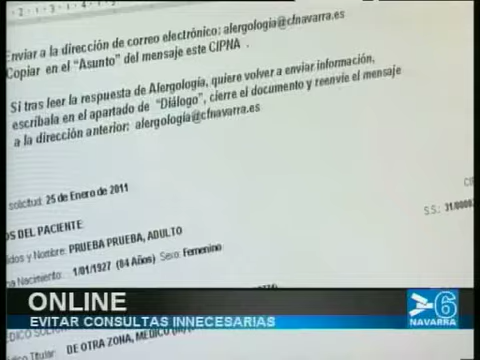 Enviar a la dirección de correo electrónico: alergologia@cfnavarra.es
Copiar en el "Asunto" del mensaje este CIPNA .
Si tras leer la respuesta de Alergología, quiere volver a enviar información,
escríbala en el apartado de "Diálogo", cierre el documento y reenvíe el mensaje
a la dirección anterior: alergologia@cfnavarra.es
solicitud: 25 de Enero de 2011
DEL PACIENTE
y Nombre: PRUEBA PRUEBA, ADULTO
S.S.:
Nacimiento: 1/01/1927 (84 Años) Sexo: Femenino
ONLINE
EVITAR CONSULTAS INNECESARIAS
6
NAVARRA
Titular: DE OTRA ZONA, MEDICO